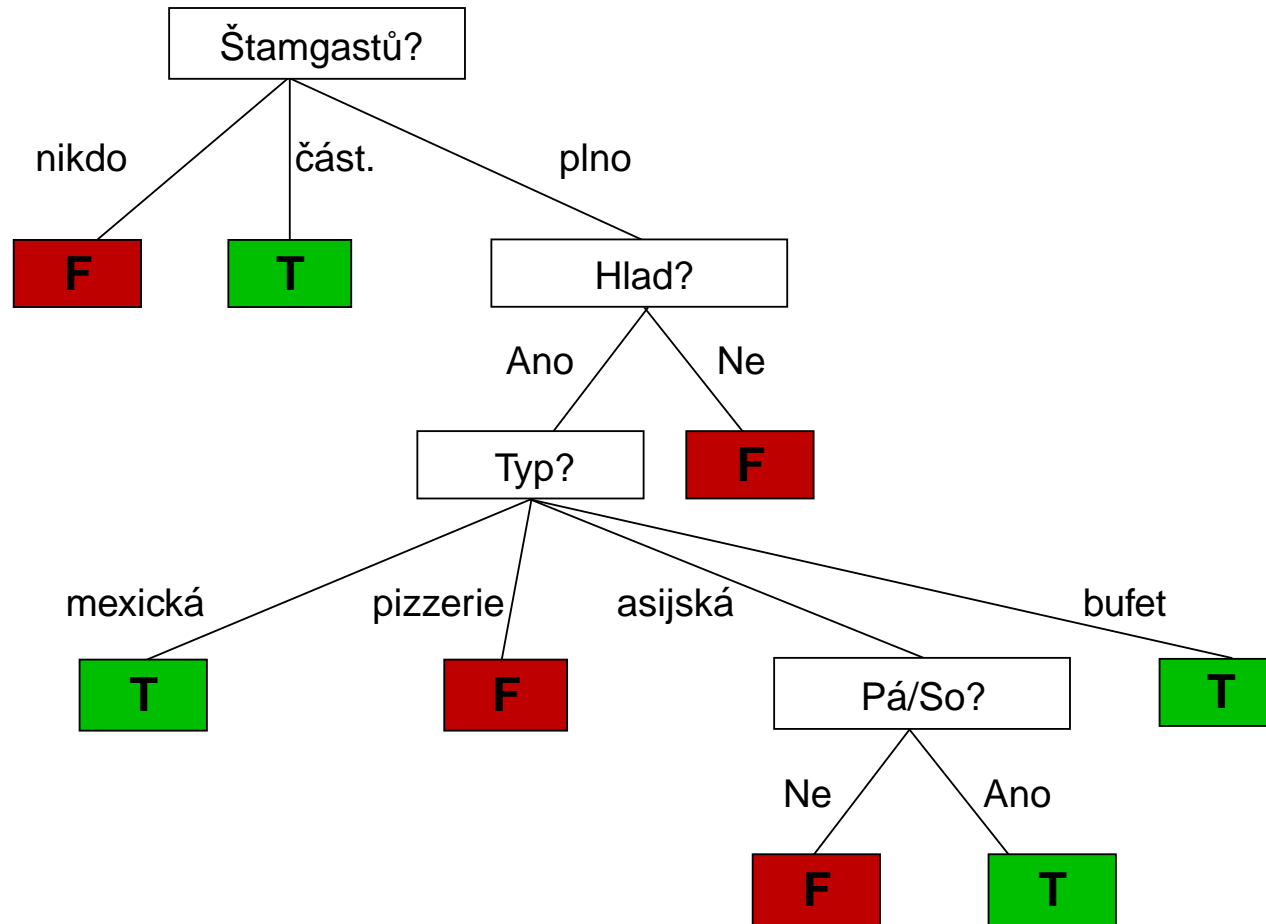 Štamgastů?
nikdo
část.
plno
F
T
Hlad?
Ano
Ne
Typ?
F
mexická
pizzerie
asijská
bufet
T
F
Pá/So?
T
Ne
Ano
F
T